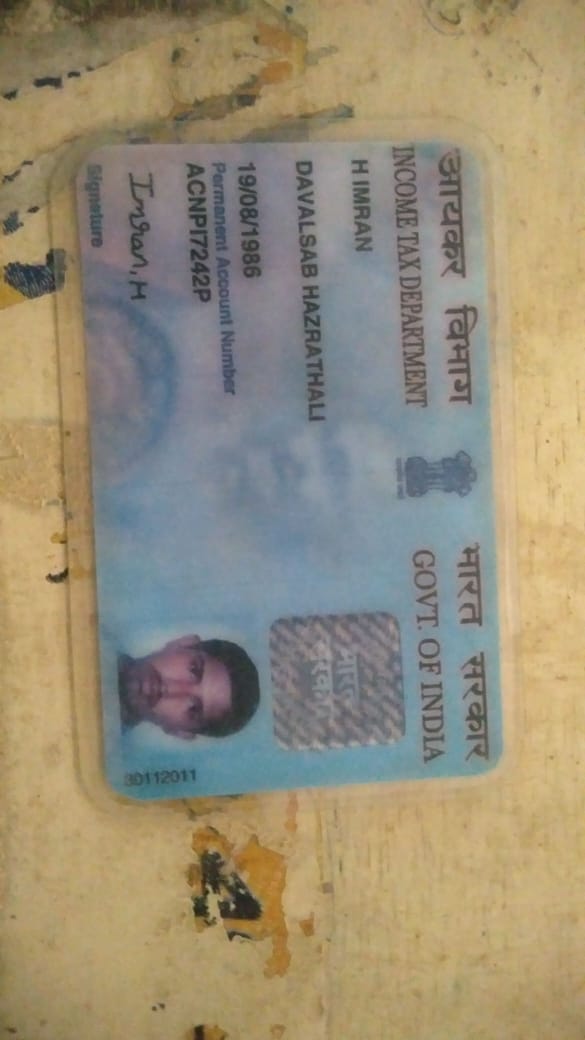 आयकर विभाग
INCOME TAX DEPARTMENT
भारत सरकार
GOVT. OF INDIA
H IMRAN
DAVALSAB HAZRATHALI
19/08/1986
Permanent Account Number
ACNPI7242P
Imran, H
Signature
30112011